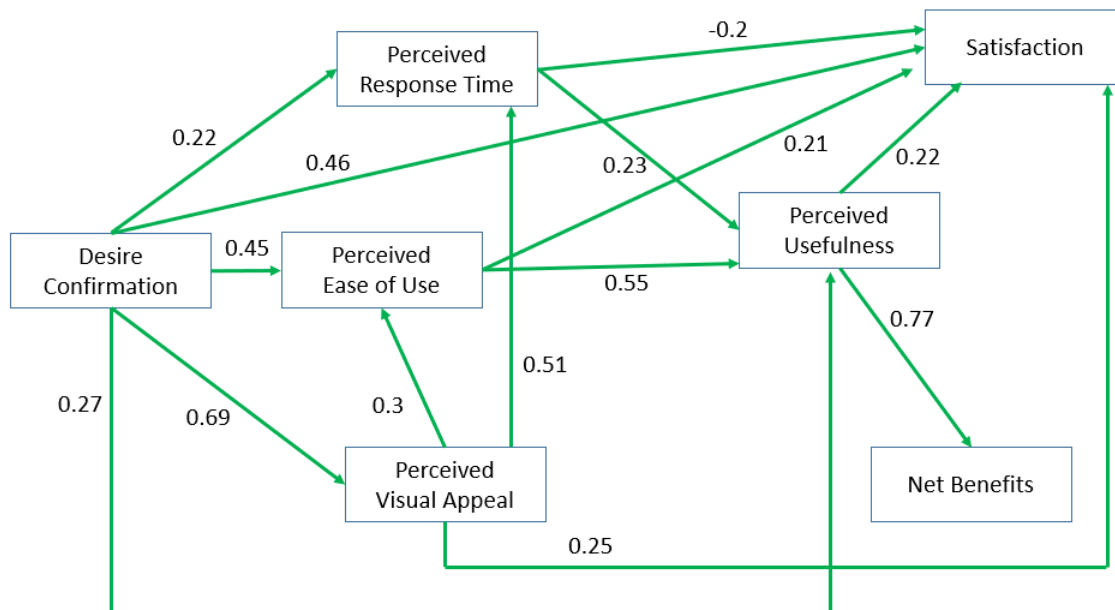 -0.2
Satisfaction
Perceived
Response Time
0.22
0.46
0.23
0.21
0.22
Perceived
Usefulness
Desire
Confirmation
0.45
Perceived
Ease of Use
0.55
0.77
0.51
0.27
0.69
0.3
Perceived
Visual Appeal
Net Benefits
0.25